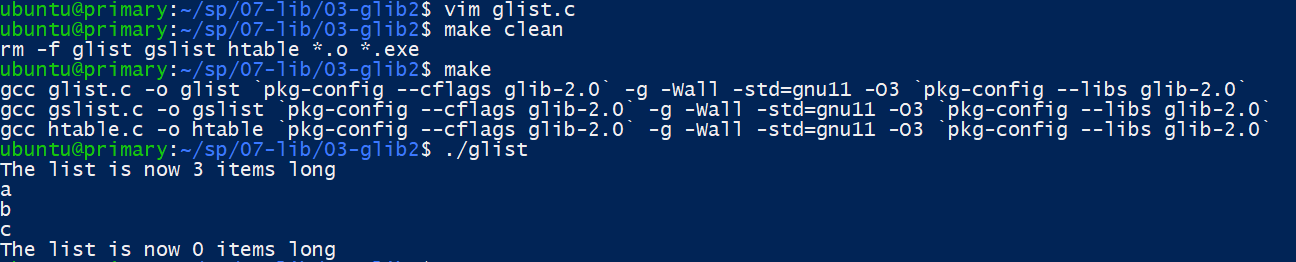 ubuntu@primary:~/sp/07-lib/03-glib2$ vim glist.c
ubuntu@primary:~/sp/07-lib/03-glib2$ make clean
rm -f glist gslist htable *.o *.exe
ubuntu@primary:~/sp/07-lib/03-glib2$ make
gcc glist.c -o glist `pkg-config --cflags glib-2.0` -g -Wall -std=gnu11 -O3 `pkg-config --libs glib-2.0`
gcc gslist.c -o gslist `pkg-config --cflags glib-2.0` -g -Wall -std=gnu11 -O3 `pkg-config --libs glib-2.0`
gcc htable.c -o htable `pkg-config --cflags glib-2.0` -g -Wall -std=gnu11 -O3 `pkg-config --libs glib-2.0`
ubuntu@primary:~/sp/07-lib/03-glib2$ ./glist
The list is now 3 items long
a
b
c
The list is now 0 items long